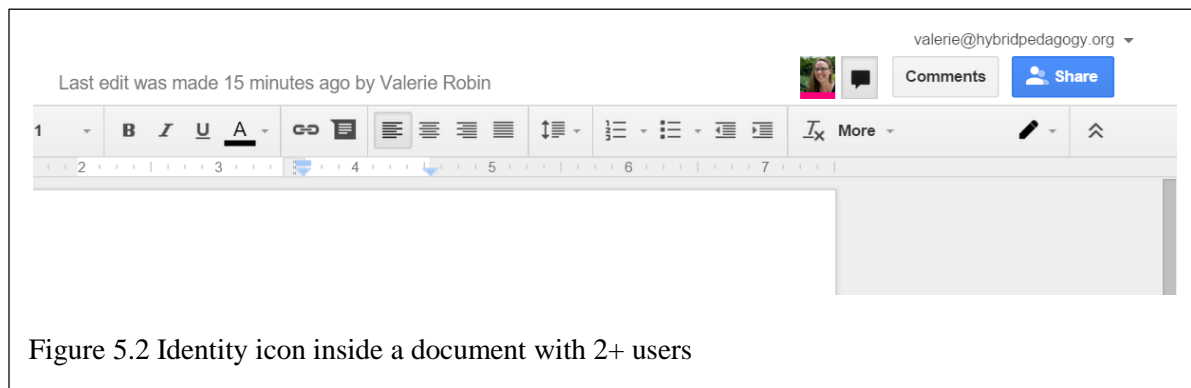 valerie@hybridpedagogy.org
Last edit was made 15 minutes ago by Valerie Robin
Comments
Share
1 B I U A More
2 3 4 5 6 7
Figure 5.2 Identity icon inside a document with 2+ users